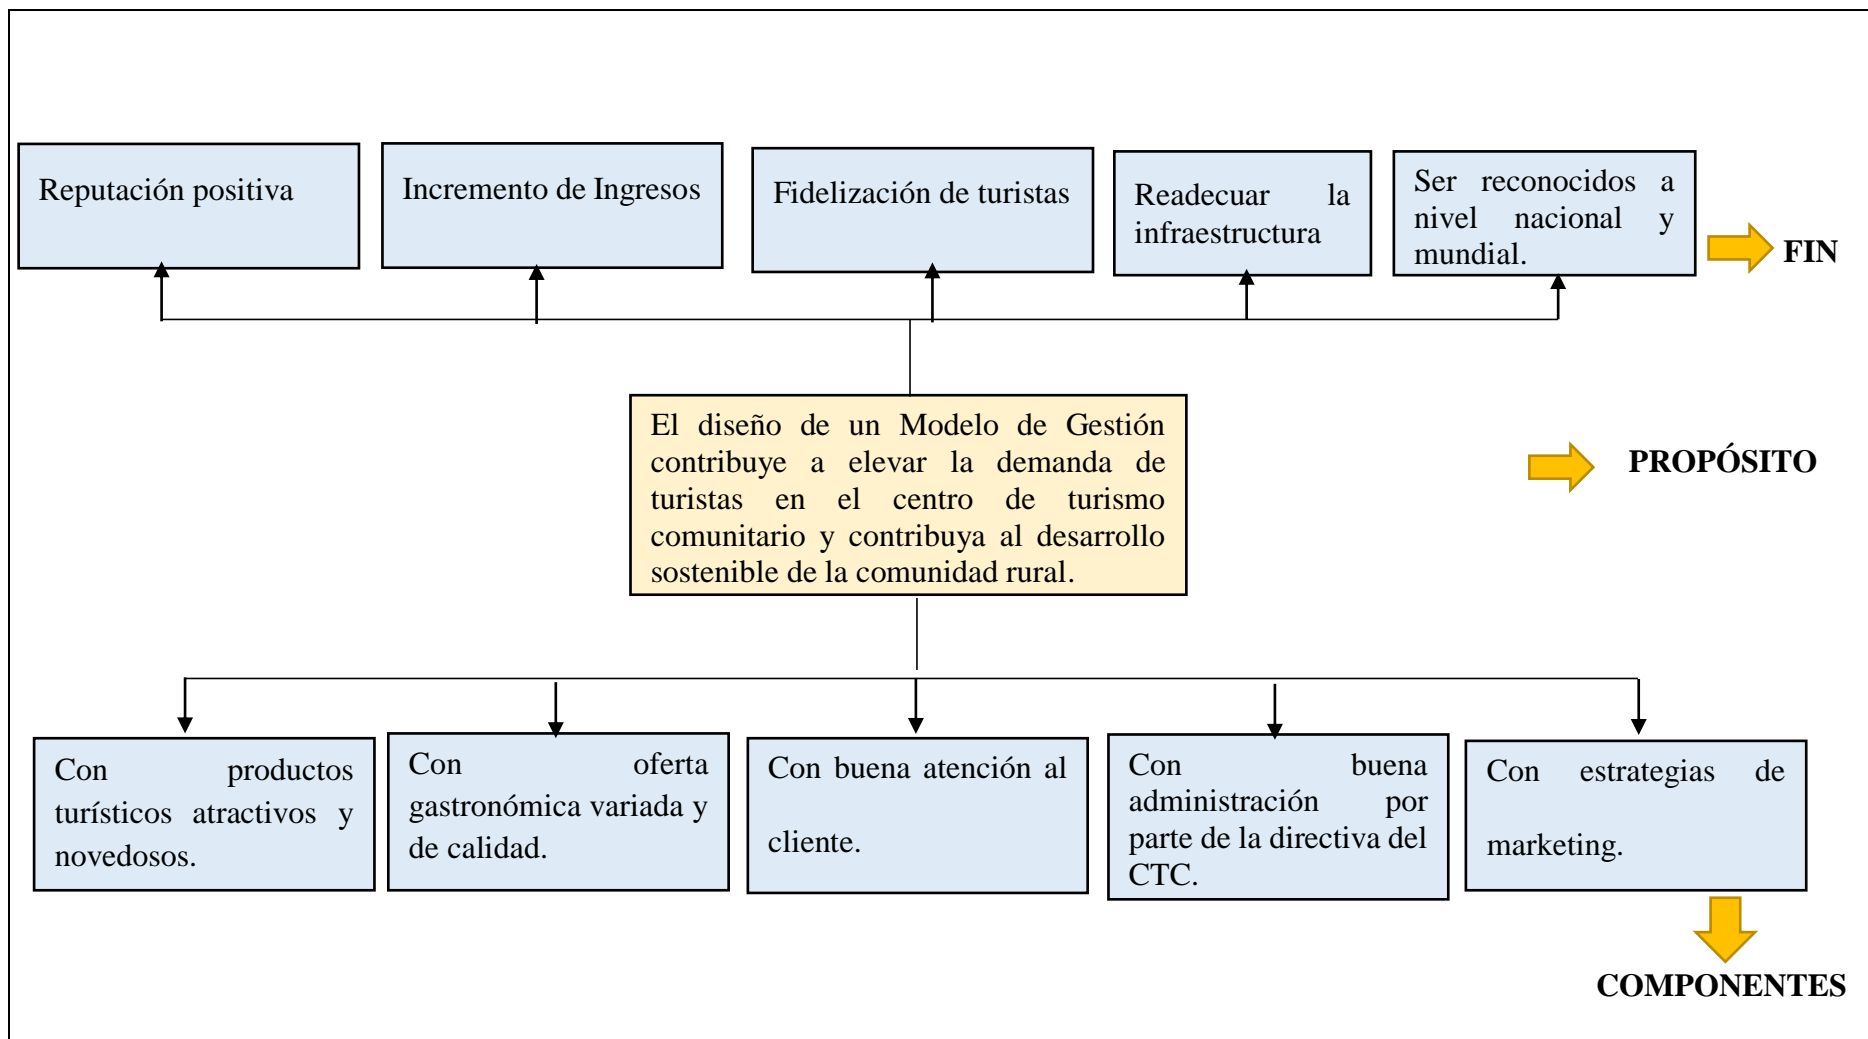 Reputación positiva
Incremento de Ingresos
Fidelización de turistas
Readecuar la
infraestructura
Ser reconocidos a
nivel nacional y
mundial.
FIN
El diseño de un Modelo de Gestión
contribuye a elevar la demanda de
turistas en el centro de turismo
comunitario y contribuya al desarrollo
sostenible de la comunidad rural.
PROPÓSITO
Con productos
turísticos atractivos y
novedosos.
Con oferta
gastronómica variada y
de calidad.
Con buena atención al
cliente.
Con buena
administración por
parte de la directiva del
CTC.
Con estrategias de
marketing.
COMPONENTES